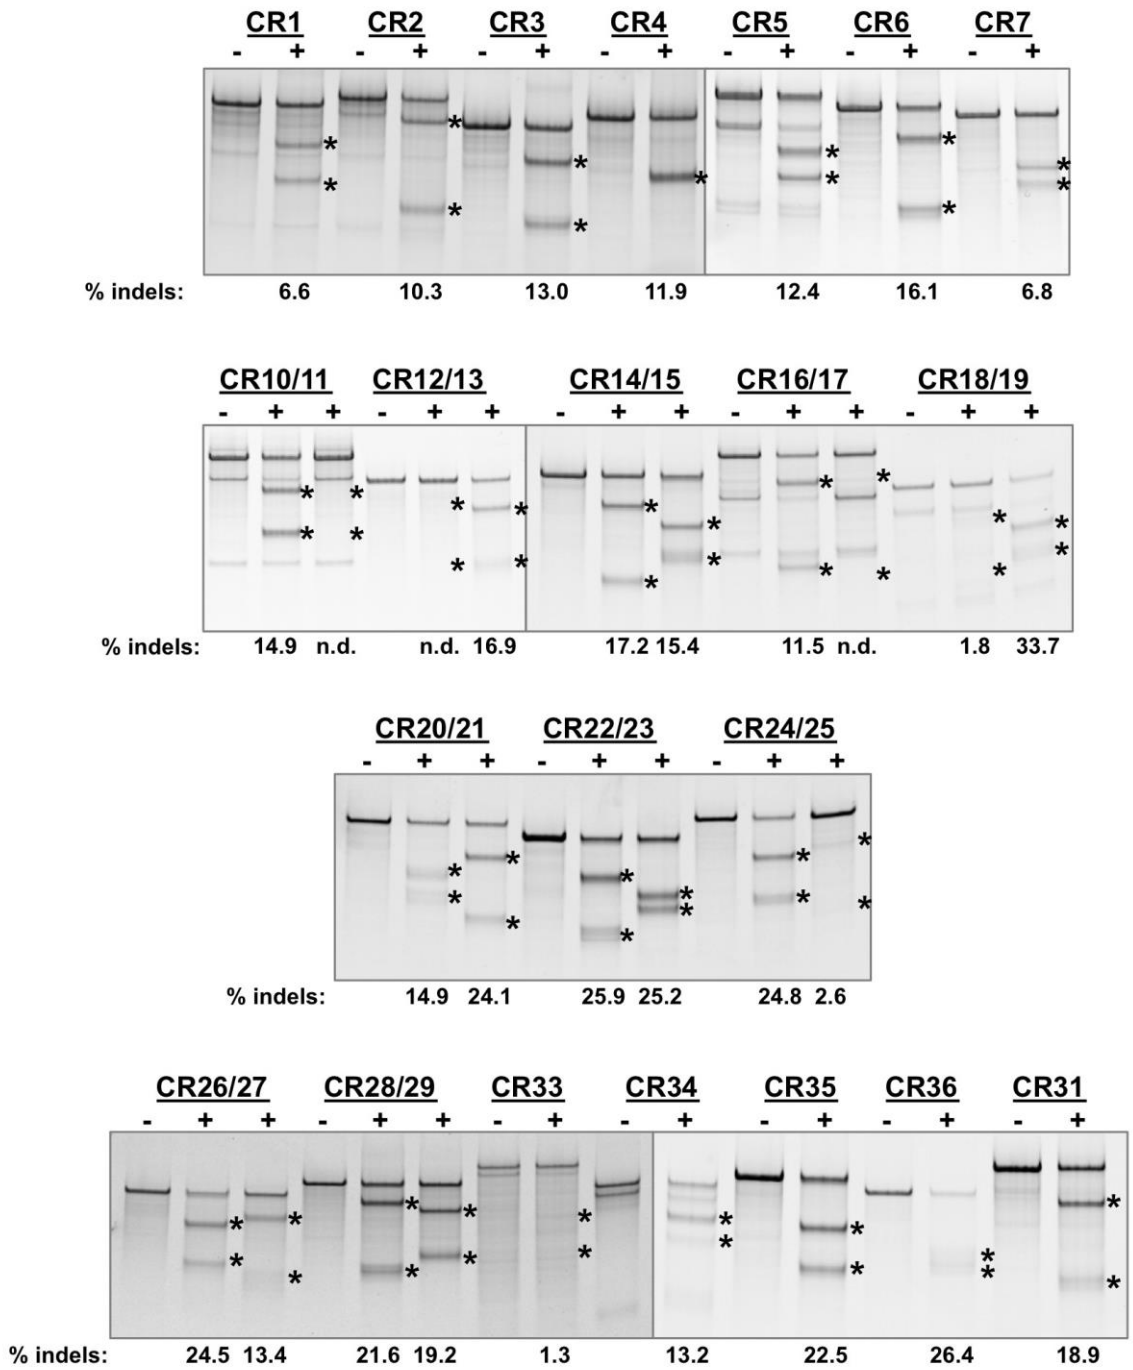 CR1 CR2 CR3 CR4 CR5 CR6 CR7
- + - + - + - + - + - + - +
* * * * * * * * * * * * *
% indels: 6.6 10.3 13.0 11.9 12.4 16.1 6.8
CR10/11 CR12/13 CR14/15 CR16/17 CR18/19
- + + - + + - + + - + + - + +
* * * * * * * * * * * * * * * * * * * *
% indels: 14.9 n.d. n.d. 16.9 17.2 15.4 11.5 n.d. 1.8 33.7
CR20/21 CR22/23 CR24/25
- + + - + + - + +
* * * * * * * * * * * *
% indels: 14.9 24.1 25.9 25.2 24.8 2.6
CR26/27 CR28/29 CR33 CR34 CR35 CR36 CR31
- + + - + + - + - + - + - + - +
* * * * * * * * * * * * * * * * * *
% indels: 24.5 13.4 21.6 19.2 1.3 13.2 22.5 26.4 18.9